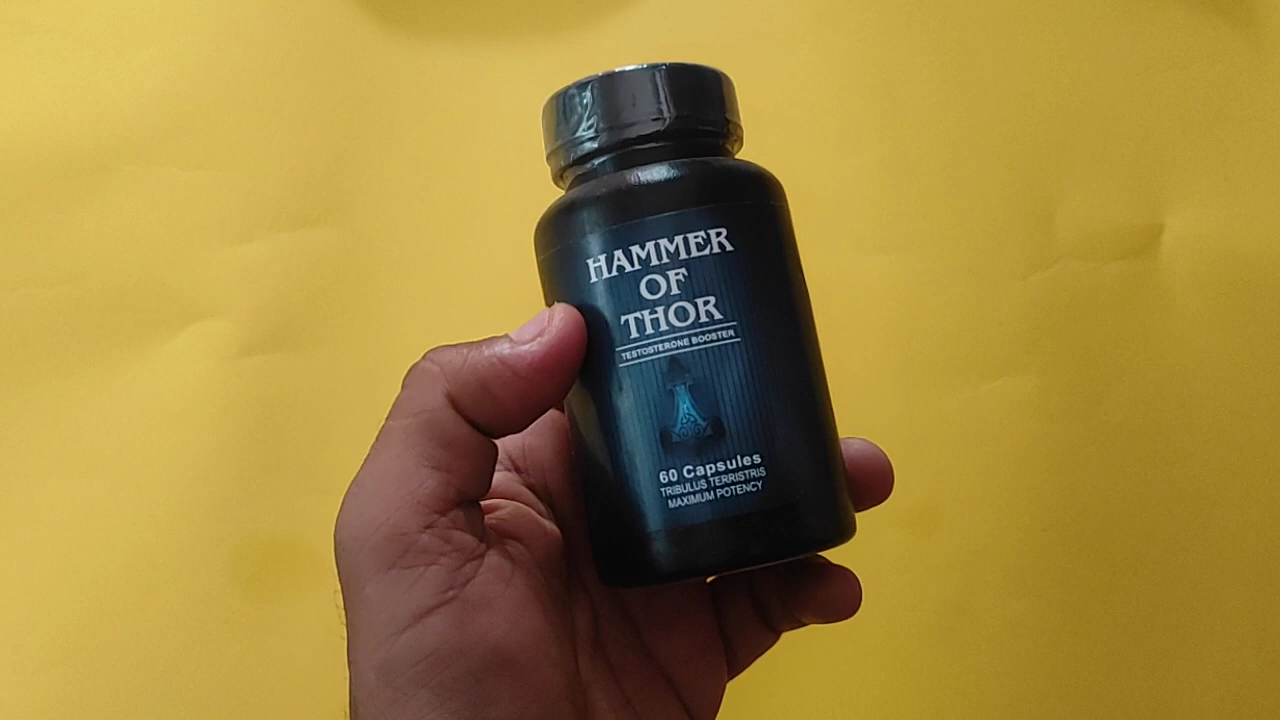 HAMMER
OF
THOR
TESTOSTERONE BOOSTER
60 Capsules
TRIBULUS TERRISTRIS
MAXIMUM POTENCY